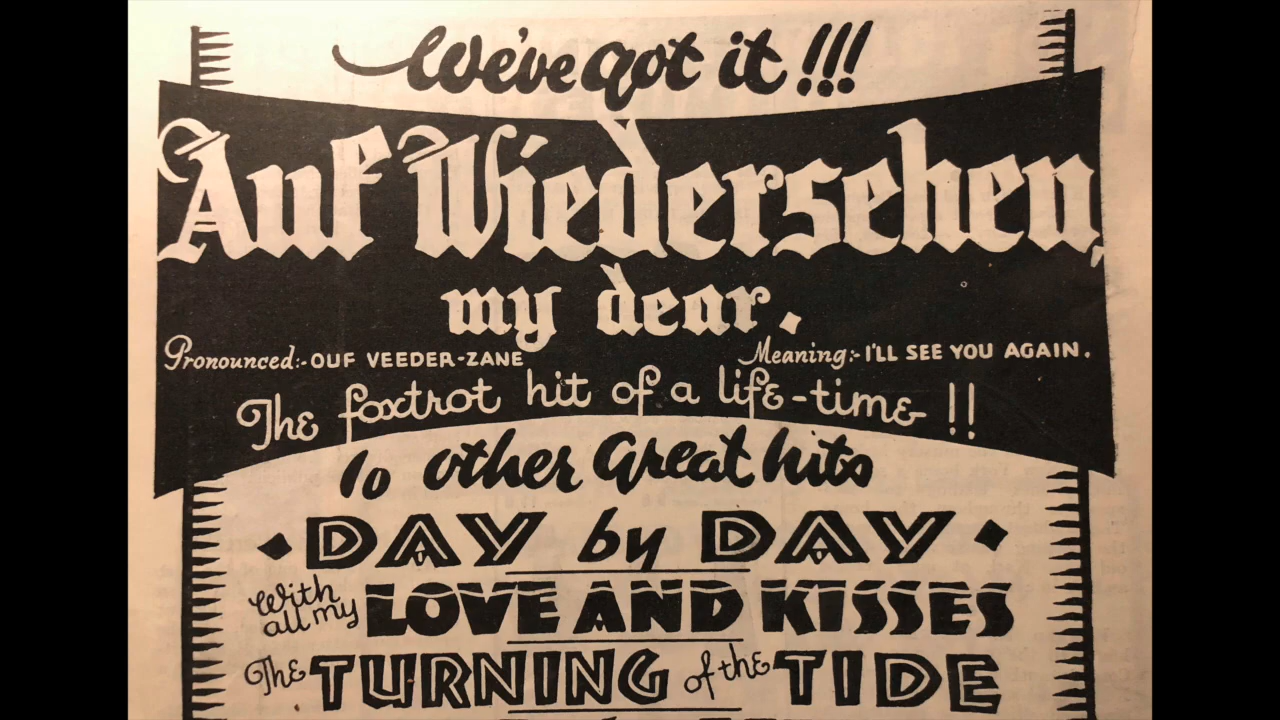 We've got it!!!
Auf Wiedersehen,
my dear.
Pronounced:- OUF VEEDER-ZANE Meaning:- I'LL SEE YOU AGAIN.
The foxtrot hit of a life-time!!
10 other Great hits
DAY by DAY
With all my LOVE AND KISSES
The TURNING of the TIDE